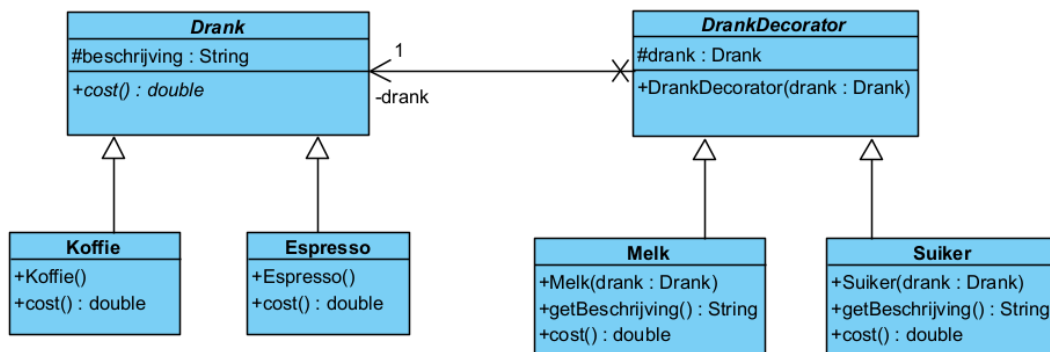 Drank
#beschrijving : String
+cost() : double
1
-drank
DrankDecorator
#drank : Drank
+DrankDecorator(drank : Drank)
Koffie
+Koffie()
+cost() : double
Espresso
+Espresso()
+cost() : double
Melk
+Melk(drank : Drank)
+getBeschrijving() : String
+cost() : double
Suiker
+Suiker(drank : Drank)
+getBeschrijving() : String
+cost() : double